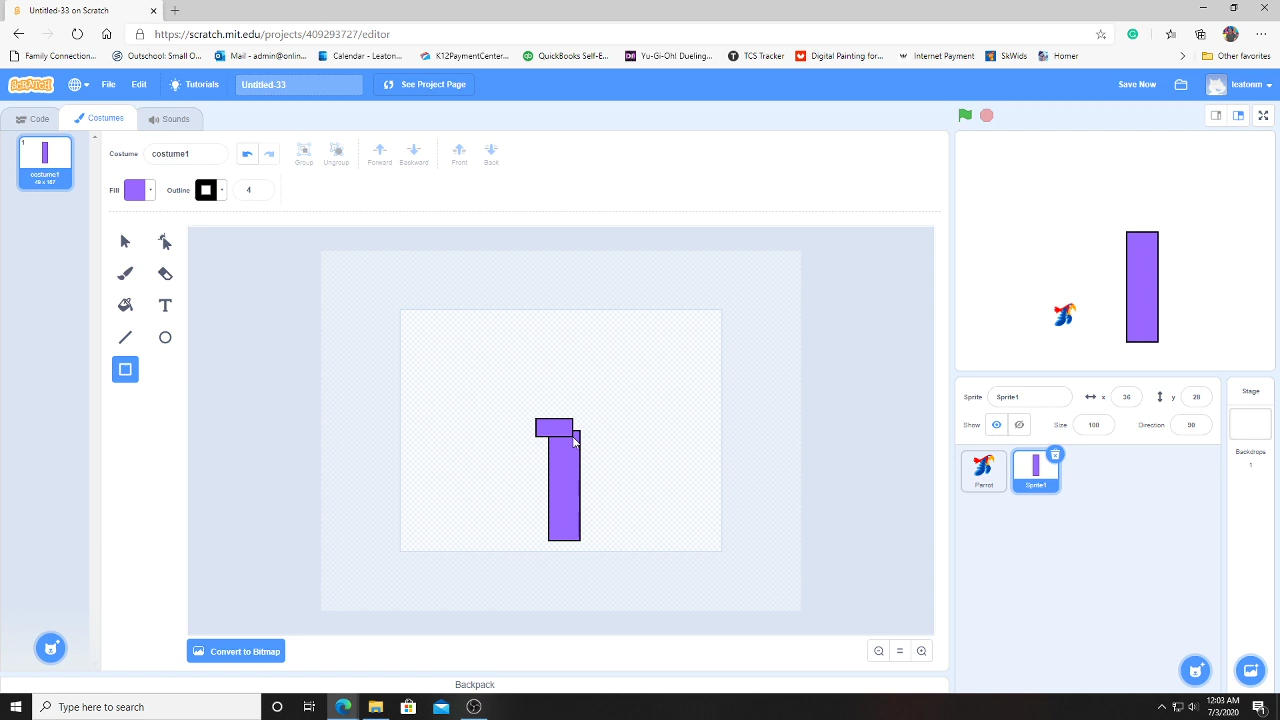 Untitled-33 on Scratch
https://scratch.mit.edu/projects/409293727/editor
Family Connection... Outschool: Small O... Mail - admin@onlin... Calendar - Leaton... K12PaymentCenter... QuickBooks Self-E... Yu-Gi-Oh! Dueling... TCS Tracker Digital Painting for... Internet Payment SkWids Homer Other favorites
SCRATCH File Edit Tutorials Untitled-33 See Project Page Save Now leatonm
Code Costumes Sounds
1
costume1
49 x 167
Costume costume1 Group Ungroup Forward Backward Front Back
Fill Outline 4
T
Convert to Bitmap
Backpack
Sprite Sprite1 x 36 y 28
Show Size 100 Direction 90
Parrot Sprite1
Stage
Backdrops
1
Type here to search
12:03 AM
7/3/2020